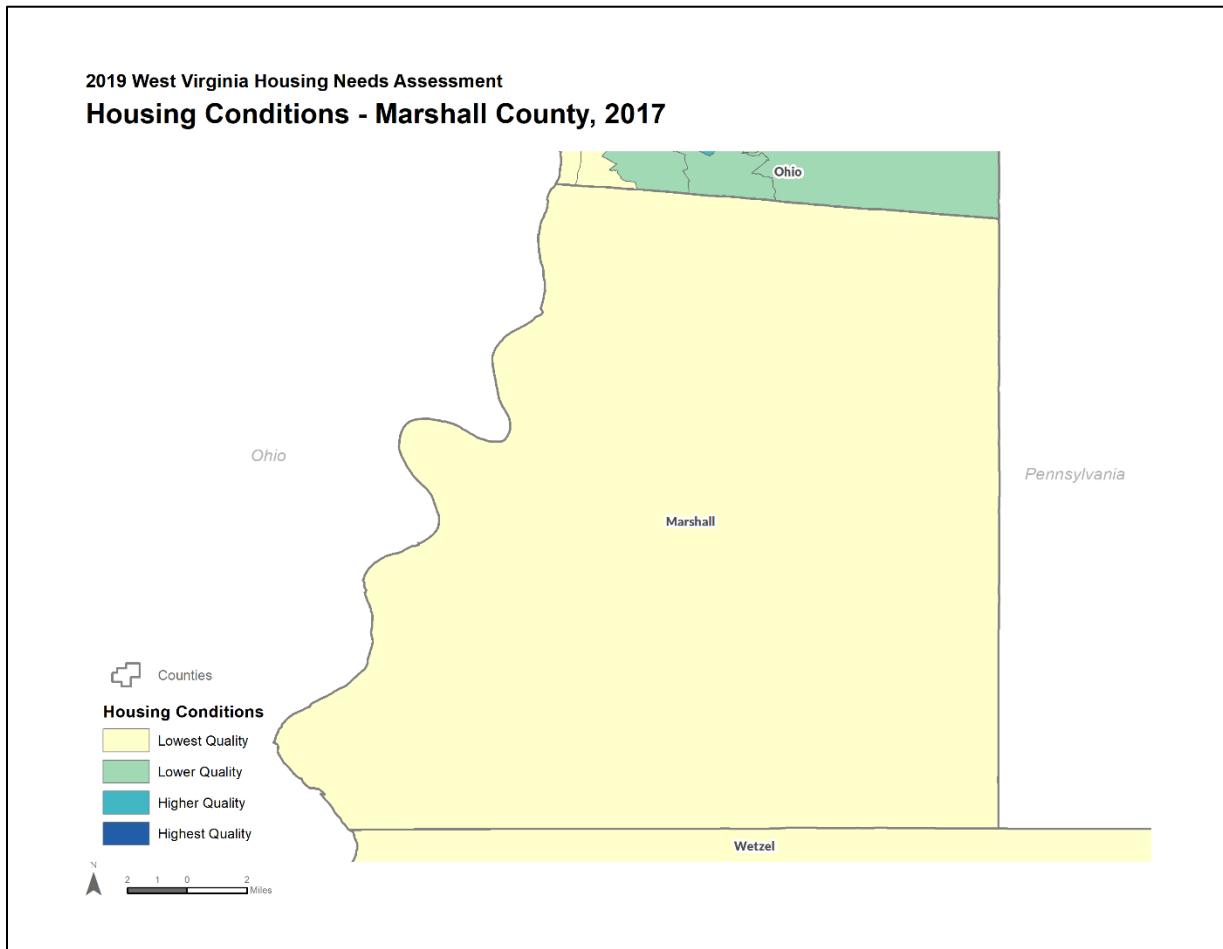 2019 West Virginia Housing Needs Assessment
Housing Conditions - Marshall County, 2017
Ohio
Ohio
Pennsylvania
Marshall
Counties
Housing Conditions
Lowest Quality
Lower Quality
Higher Quality
Highest Quality
Wetzel
N
2 1 0 2
Miles